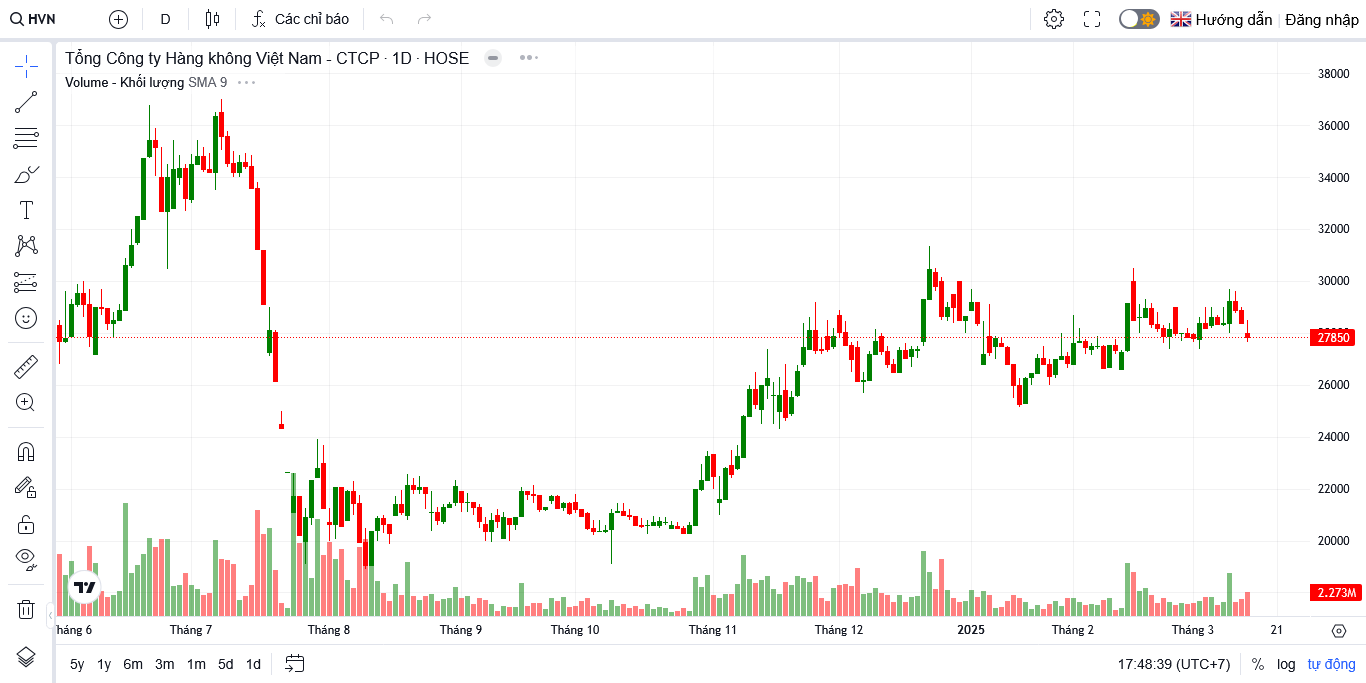 HVN D Các chỉ báo Hướng dẫn Đăng nhập
Tổng Công ty Hàng không Việt Nam - CTCP · 1D · HOSE
Volume - Khối lượng SMA 9
38000
36000
34000
32000
30000
27850
26000
24000
22000
20000
2.273M
háng 6 Tháng 7 Tháng 8 Tháng 9 Tháng 10 Tháng 11 Tháng 12 2025 Tháng 2 Tháng 3 21
5y 1y 6m 3m 1m 5d 1d 17:48:39 (UTC+7) % log tự động